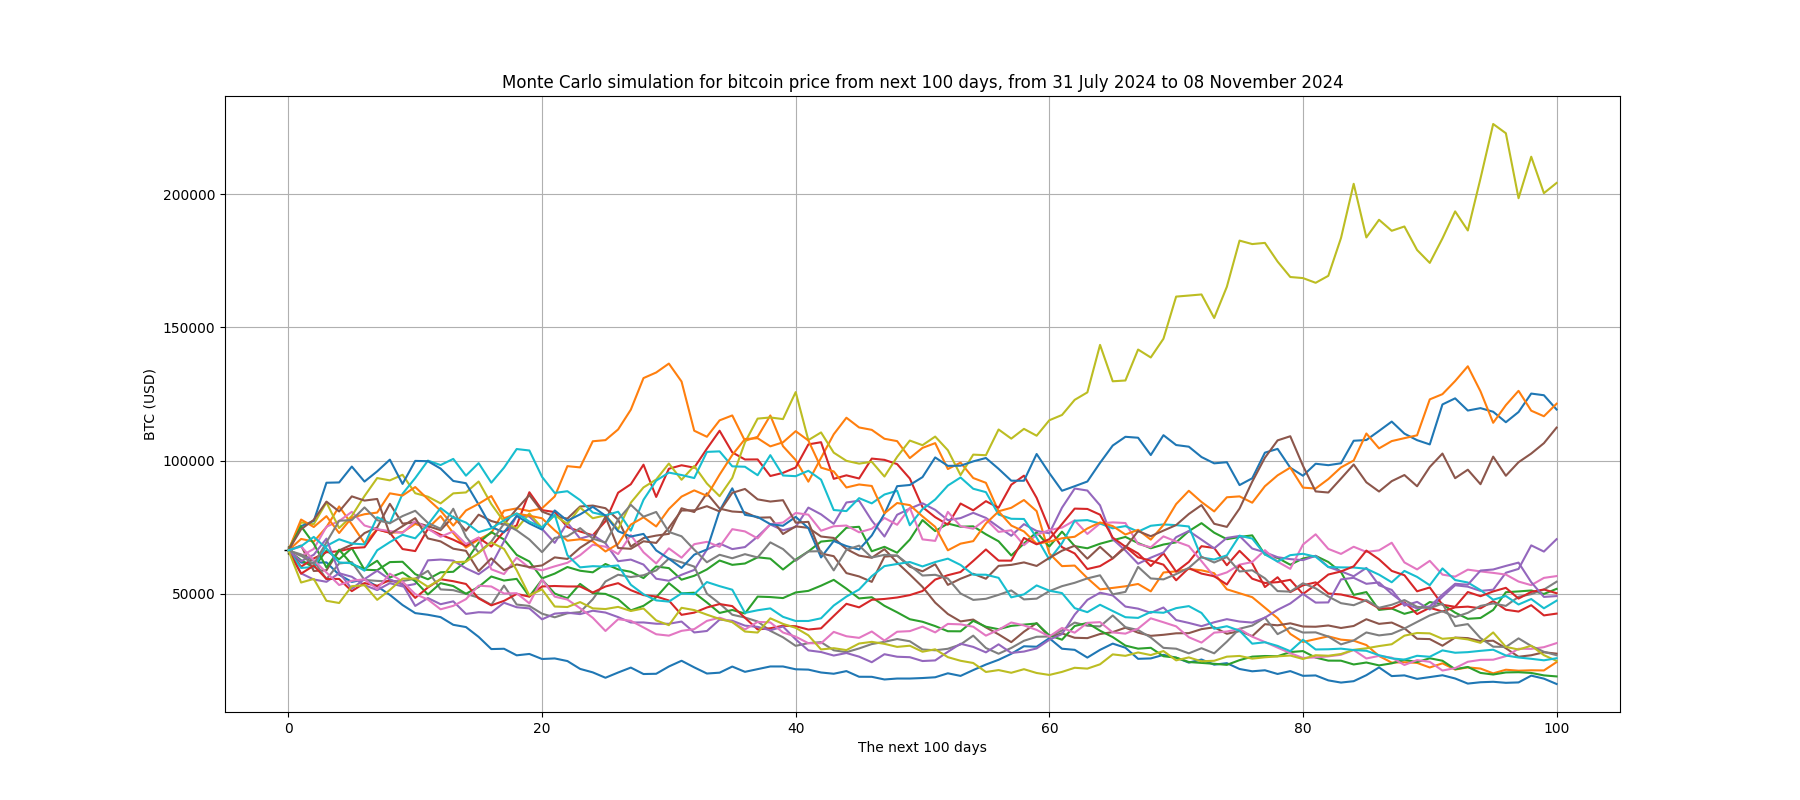 Monte Carlo simulation for bitcoin price from next 100 days, from 31 July 2024 to 08 November 2024
BTC (USD)
200000
150000
100000
50000
0 20 40 60 80 100
The next 100 days